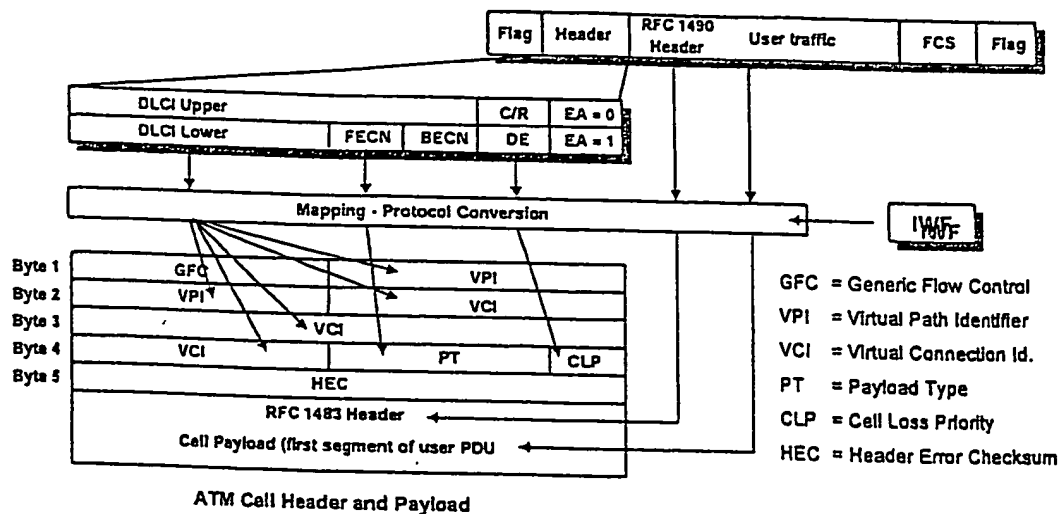 Flag Header RFC 1490 Header User traffic FCS Flag
DLCI Upper C/R EA = 0
DLCI Lower FECN BECN DE EA = 1
Mapping - Protocol Conversion
IWF
Byte 1 GFC VPI
Byte 2 VPI VCI
Byte 3 VCI
Byte 4 VCI PT CLP
Byte 5 HEC
RFC 1483 Header
Cell Payload (first segment of user PDU
ATM Cell Header and Payload
GFC = Generic Flow Control
VPI = Virtual Path Identifier
VCI = Virtual Connection Id.
PT = Payload Type
CLP = Cell Loss Priority
HEC = Header Error Checksum